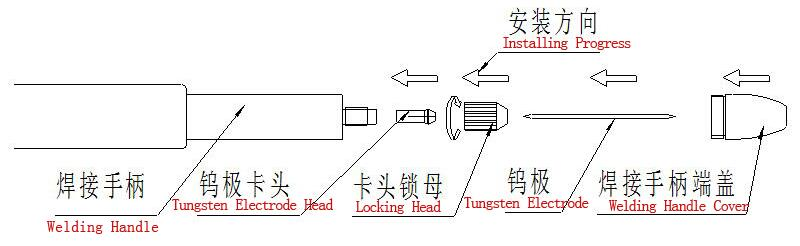 安装方向
Installing Progress
焊接手柄
Welding Handle
钨极卡头
Tungsten Electrode Head
卡头锁母
Locking Head
钨极
Tungsten Electrode
焊接手柄端盖
Welding Handle Cover